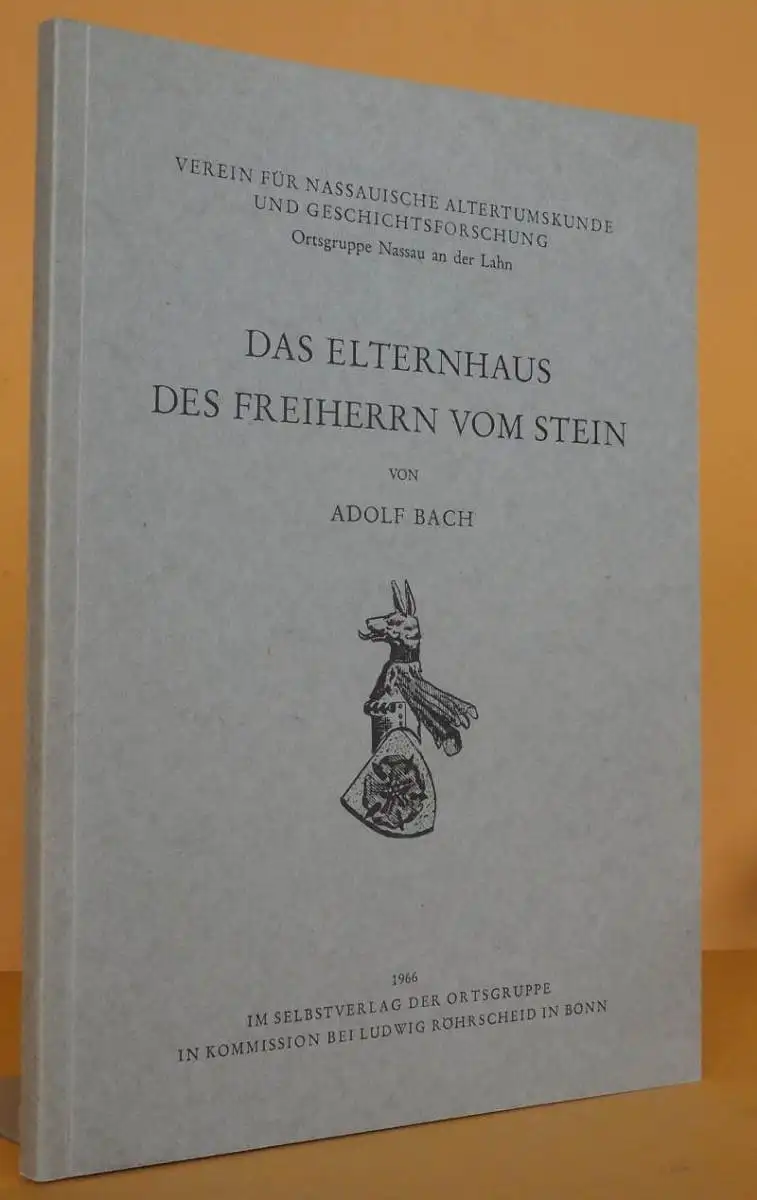 VEREIN FÜR NASSAUISCHE ALTERTUMSKUNDE
UND GESCHICHTSFORSCHUNG
Ortsgruppe Nassau an der Lahn
DAS ELTERNHAUS
DES FREIHERRN VOM STEIN
VON
ADOLF BACH
1966
IM SELBSTVERLAG DER ORTSGRUPPE
IN KOMMISSION BEI LUDWIG RÖHRSCHEID IN BONN